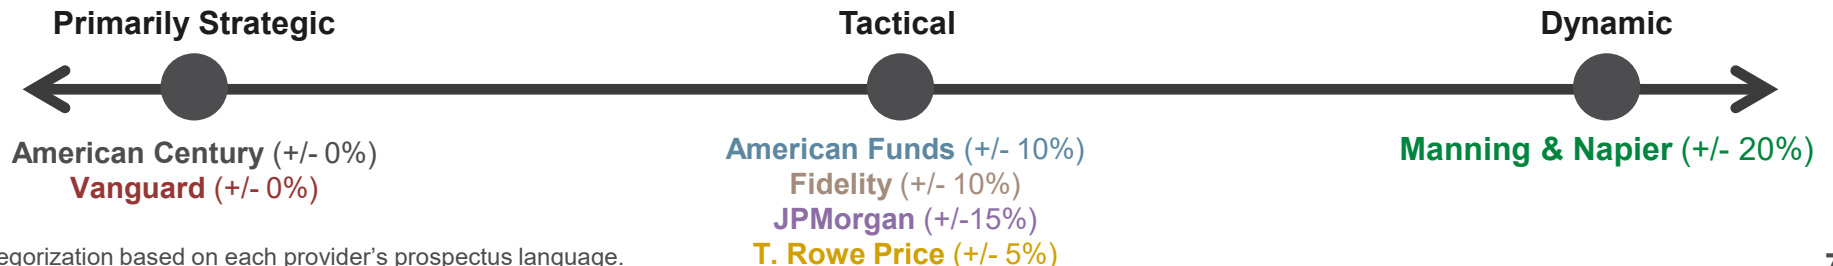 Primarily Strategic
Tactical
Dynamic
American Century (+/- 0%)
Vanguard (+/- 0%)
American Funds (+/- 10%)
Fidelity (+/- 10%)
JPMorgan (+/-15%)
T. Rowe Price (+/- 5%)
Manning & Napier (+/- 20%)
egorization based on each provider's prospectus language.